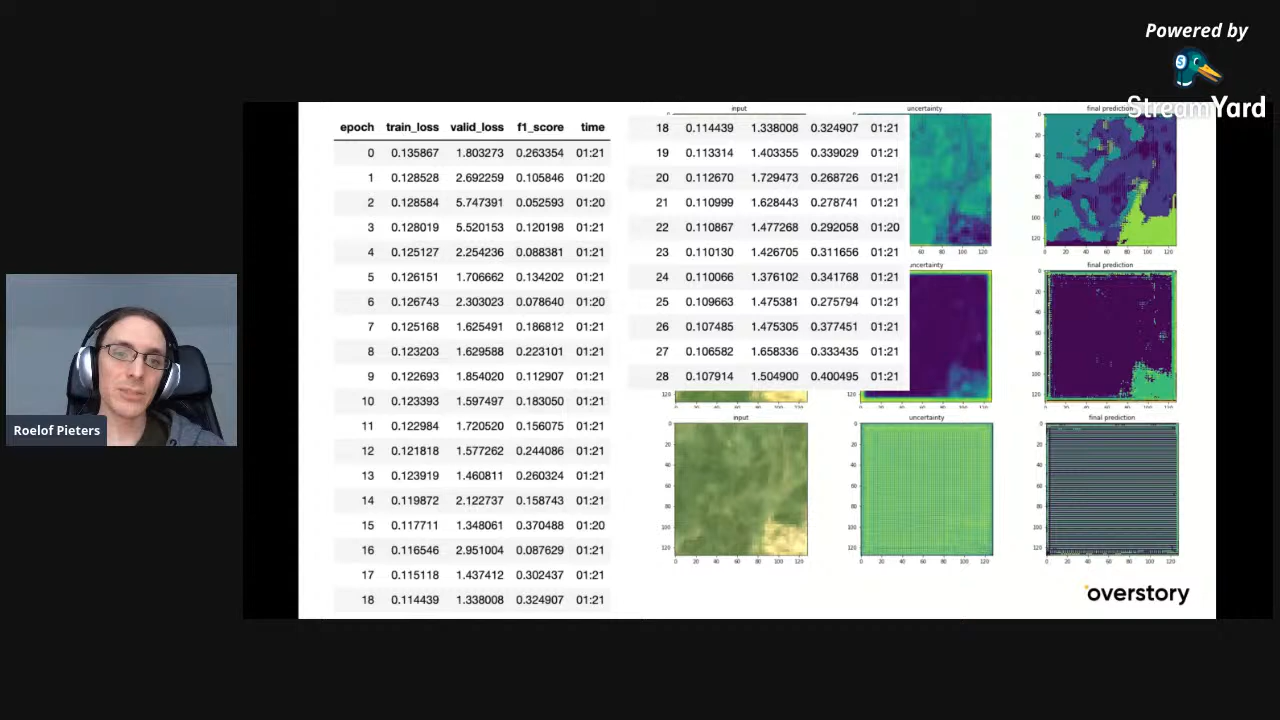 Powered by
StreamYard
epoch train_loss valid_loss f1_score time
0 0.135867 1.803273 0.263354 01:21
1 0.128528 2.692259 0.105846 01:20
2 0.128584 5.747391 0.052593 01:20
3 0.128019 5.520153 0.120198 01:21
4 0.125127 2.254236 0.088381 01:21
5 1.706662 0.134202 01:21
6 0.126743 2.303023 0.078640 01:20
7 0.125168 1.625491 0.186812 01:21
8 0.123203 1.629588 0.223101 01:21
9 0.122693 1.854020 0.112907 01:21
10 0.123393 1.597497 0.183050 01:21
11 1.720520 0.156075 01:21
12 0.121818 1.577262 0.244086 01:21
13 0.123919 1.460811 0.260324 01:21
14 0.119872 2.122737 0.158743 01:21
15 0.117711 1.348061 0.370488 01:20
16 0.116546 2.951004 0.087629 01:21
17 0.115118 1.437412 0.302437 01:21
18 0.114439 1.338008 0.324907 01:21
18 0.114439 1.338008 0.324907 01:21
19 0.113314 1.403355 0.339029 01:21
20 0.112670 1.729473 0.268726 01:21
21 0.110999 1.628443 0.278741 01:21
22 0.110867 1.477268 0.292058 01:20
23 0.110130 1.426705 0.311656 01:21
24 0.110066 1.376102 0.341768 01:21
25 0.109663 1.475381 0.275794 01:21
26 0.107485 1.475305 0.377451 01:21
27 0.106582 1.658336 0.333435 01:21
28 0.107914 1.504900 0.400495 01:21
input uncertainty final prediction
uncertainty final prediction
input uncertainty final prediction
overstory
Roelof Pieters